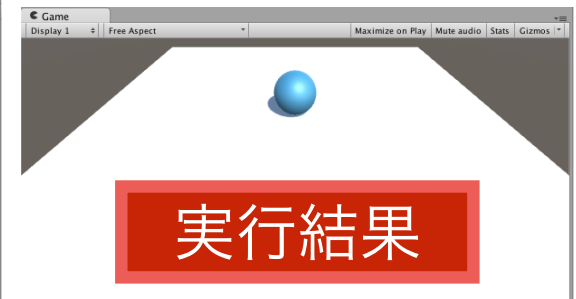 Game
Display 1 Free Aspect Maximize on Play Mute audio Stats Gizmos
実行結果